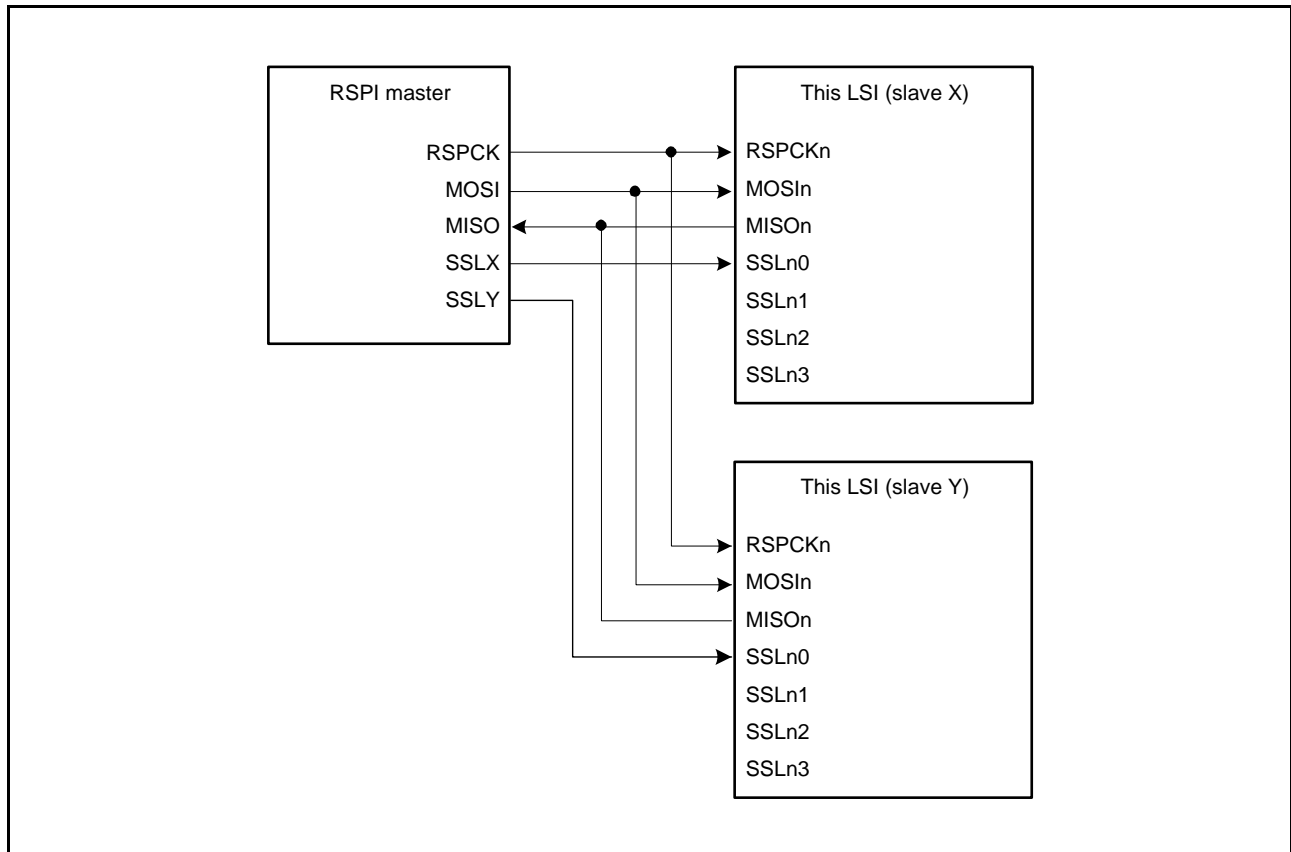 RSPI master
RSPCK
MOSI
MISO
SSLX
SSLY
This LSI (slave X)
RSPCKn
MOSIn
MISOn
SSLn0
SSLn1
SSLn2
SSLn3
This LSI (slave Y)
RSPCKn
MOSIn
MISOn
SSLn0
SSLn1
SSLn2
SSLn3